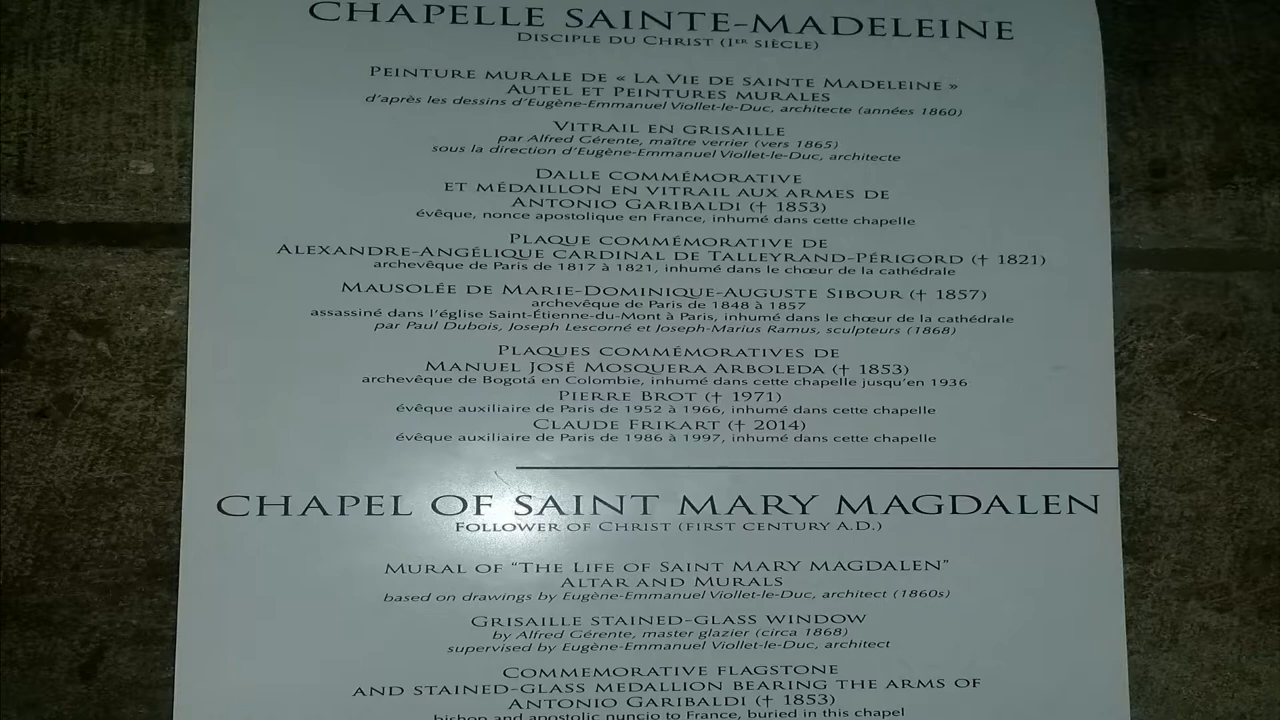 CHAPELLE SAINTE-MADELEINE
DISCIPLE DU CHRIST (IER SIÈCLE)
PEINTURE MURALE DE « LA VIE DE SAINTE MADELEINE »
AUTEL ET PEINTURES MURALES
d'après les dessins d'Eugène-Emmanuel Viollet-le-Duc, architecte (années 1860)
VITRAIL EN GRISAILLE
par Alfred Gérente, maître verrier (vers 1865)
sous la direction d'Eugène-Emmanuel Viollet-le-Duc, architecte
DALLE COMMÉMORATIVE
ET MÉDAILLON EN VITRAIL AUX ARMES DE
ANTONIO GARIBALDI († 1853)
évêque, nonce apostolique en France, inhumé dans cette chapelle
PLAQUE COMMÉMORATIVE DE
ALEXANDRE-ANGÉLIQUE CARDINAL DE TALLEYRAND-PÉRIGORD († 1821)
archevêque de Paris de 1817 à 1821, inhumé dans le chœur de la cathédrale
MAUSOLÉE DE MARIE-DOMINIQUE-AUGUSTE SIBOUR († 1857)
archevêque de Paris de 1848 à 1857
assassiné dans l'église Saint-Étienne-du-Mont à Paris, inhumé dans le chœur de la cathédrale
par Paul Dubois, Joseph Lescorné et Joseph-Marius Ramus, sculpteurs (1868)
PLAQUES COMMÉMORATIVES DE
MANUEL JOSÉ MOSQUERA ARBOLEDA († 1853)
archevêque de Bogotá en Colombie, inhumé dans cette chapelle jusqu'en 1936
PIERRE BROT († 1971)
évêque auxiliaire de Paris de 1952 à 1966, inhumé dans cette chapelle
CLAUDE FRIKART († 2014)
évêque auxiliaire de Paris de 1986 à 1997, inhumé dans cette chapelle
CHAPEL OF SAINT MARY MAGDALEN
FOLLOWER OF CHRIST (FIRST CENTURY A.D.)
MURAL OF "THE LIFE OF SAINT MARY MAGDALEN"
ALTAR AND MURALS
based on drawings by Eugène-Emmanuel Viollet-le-Duc, architect (1860s)
GRISAILLE STAINED-GLASS WINDOW
by Alfred Gérente, master glazier (circa 1868)
supervised by Eugène-Emmanuel Viollet-le-Duc, architect
COMMEMORATIVE FLAGSTONE
AND STAINED-GLASS MEDALLION BEARING THE ARMS OF
ANTONIO GARIBALDI († 1853)
bishop and apostolic nuncio to France, buried in this chapel